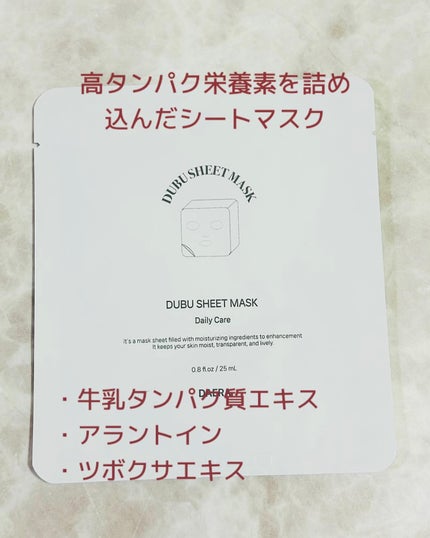 高タンパク栄養素を詰め
込んだシートマスク
DUBU SHEET MASK
DUBU SHEET MASK
Daily Care
it's a mask sheet filled with moisturizing ingredients to enhancement
It keeps your skin moist, transparent, and lively.
0.8 fl.oz / 25 mL
DAERA
・牛乳タンパク質エキス
・アラントイン
・ツボクサエキス